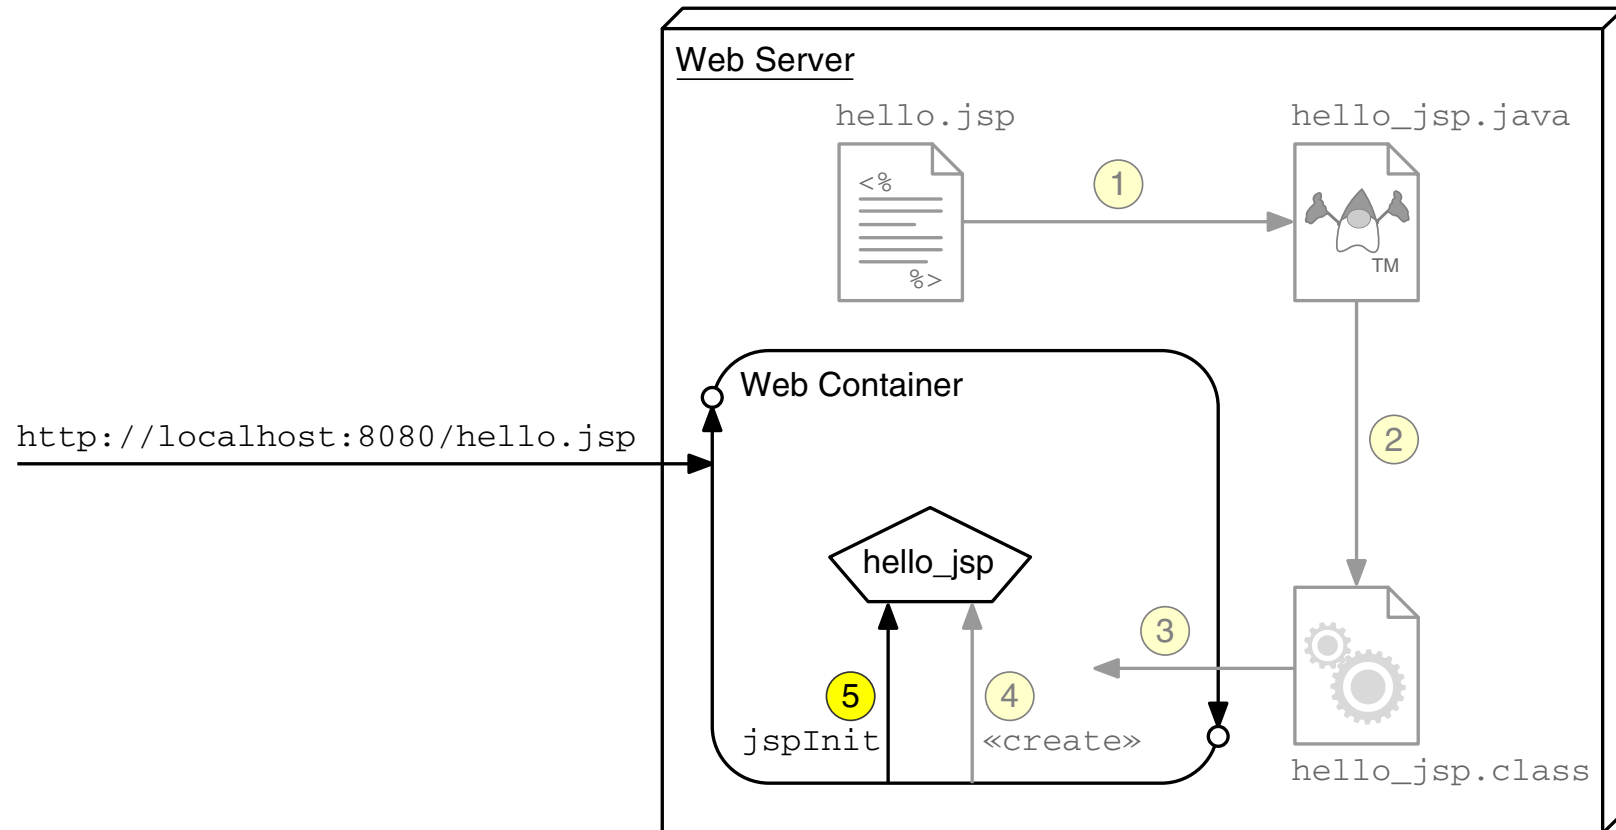 Web Server
hello.jsp
hello_jsp.java
<%
1
%>
TM
Web Container
http://localhost:8080/hello.jsp
2
hello_jsp
3
5
4
jspInit
«create»
hello_jsp.class